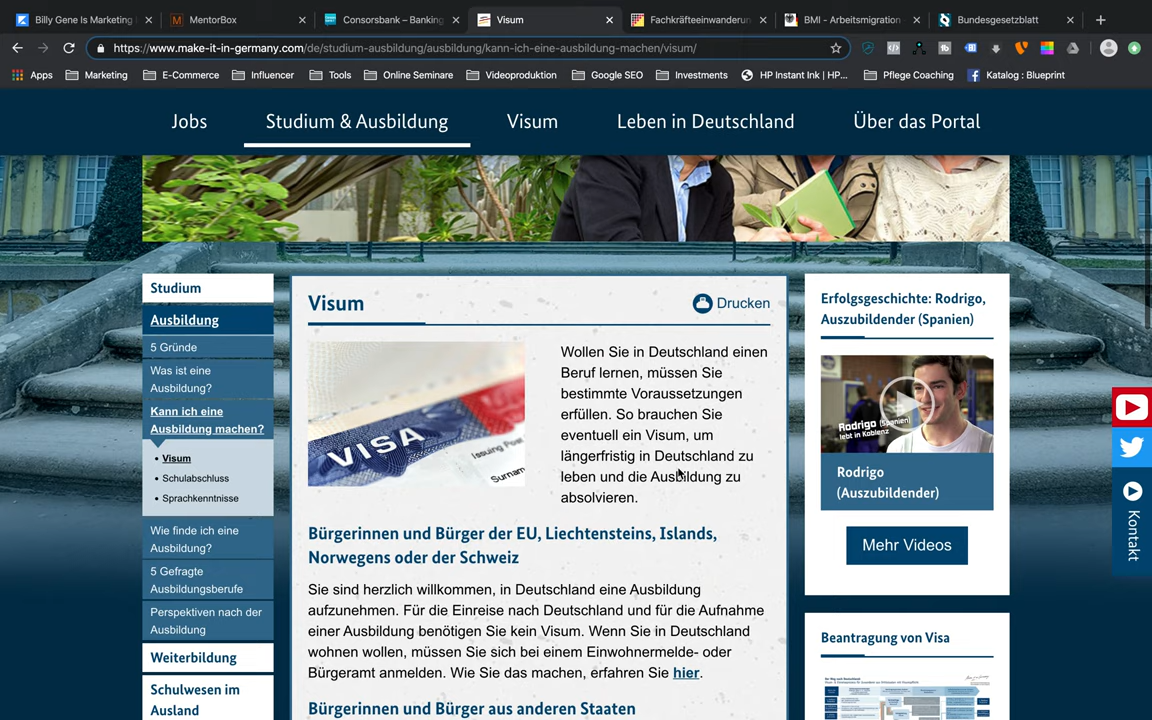 Billy Gene Is Marketing
MentorBox
Consorsbank – Banking
Visum
Fachkräfteeinwanderun
BMI - Arbeitsmigration
Bundesgesetzblatt
https://www.make-it-in-germany.com/de/studium-ausbildung/ausbildung/kann-ich-eine-ausbildung-machen/visum/
Apps
Marketing
E-Commerce
Influencer
Tools
Online Seminare
Videoproduktion
Google SEO
Investments
HP Instant Ink | HP...
Pflege Coaching
Katalog : Blueprint
Jobs
Studium & Ausbildung
Visum
Leben in Deutschland
Über das Portal
Studium
Ausbildung
5 Gründe
Was ist eine
Ausbildung?
Kann ich eine
Ausbildung machen?
• Visum
• Schulabschluss
• Sprachkenntnisse
Wie finde ich eine
Ausbildung?
5 Gefragte
Ausbildungsberufe
Perspektiven nach der
Ausbildung
Weiterbildung
Schulwesen im
Ausland
Visum
Drucken
VISA
Issuing Po
Surnam
Wollen Sie in Deutschland einen
Beruf lernen, müssen Sie
bestimmte Voraussetzungen
erfüllen. So brauchen Sie
eventuell ein Visum, um
längerfristig in Deutschland zu
leben und die Ausbildung zu
absolvieren.
Bürgerinnen und Bürger der EU, Liechtensteins, Islands,
Norwegens oder der Schweiz
Sie sind herzlich willkommen, in Deutschland eine Ausbildung
aufzunehmen. Für die Einreise nach Deutschland und für die Aufnahme
einer Ausbildung benötigen Sie kein Visum. Wenn Sie in Deutschland
wohnen wollen, müssen Sie sich bei einem Einwohnermelde- oder
Bürgeramt anmelden. Wie Sie das machen, erfahren Sie hier.
Bürgerinnen und Bürger aus anderen Staaten
Erfolgsgeschichte: Rodrigo,
Auszubildender (Spanien)
Rodrigo (Spanien)
lebt in Koblenz
Rodrigo
(Auszubildender)
Mehr Videos
Beantragung von Visa
Kontakt